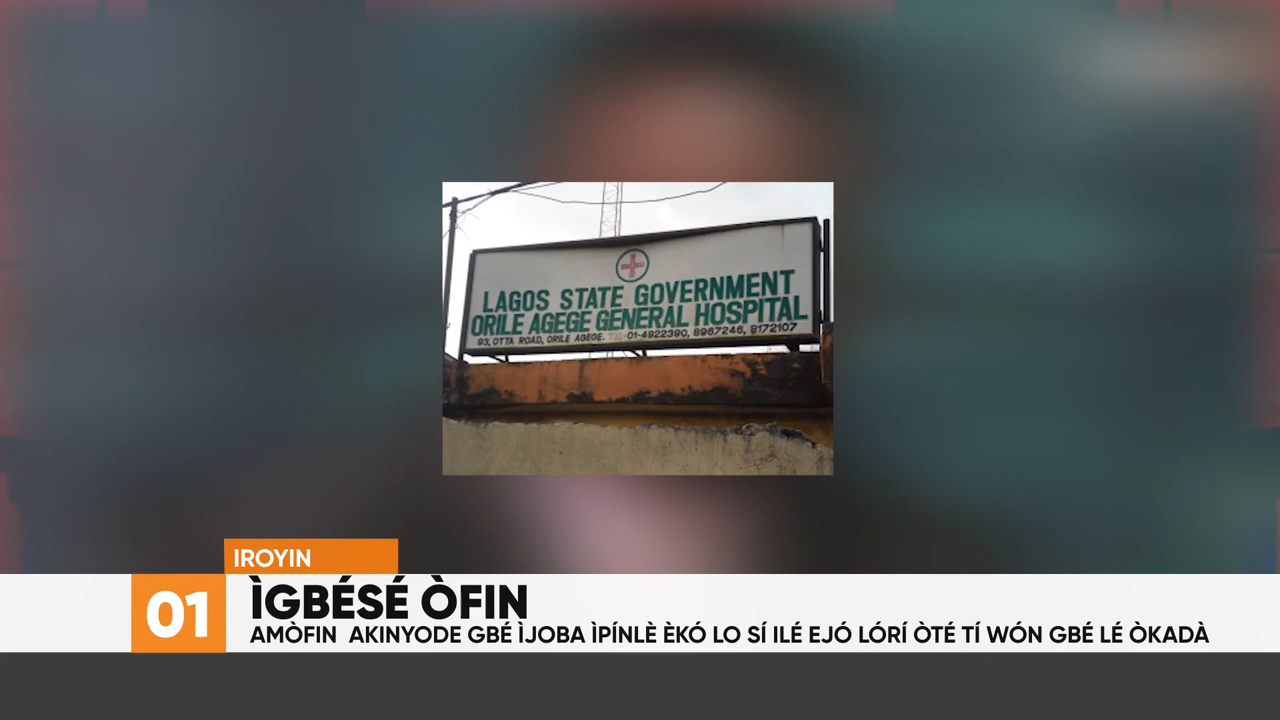 LAGOS STATE GOVERNMENT
ORILE AGEGE GENERAL HOSPITAL
93, OTTA ROAD, ORILE AGEGE. TEL: 01-4922390, 8967246, 8172107
IROYIN
01
ÌGBÉSÉ ÒFIN
AMÒFIN AKINYODE GBÉ ÌJOBA ÌPÍNLÈ ÈKÓ LO SÍ ILÉ EJÓ LÓRÍ ÒTÉ TÍ WÓN GBÉ LÉ ÒKADÀ